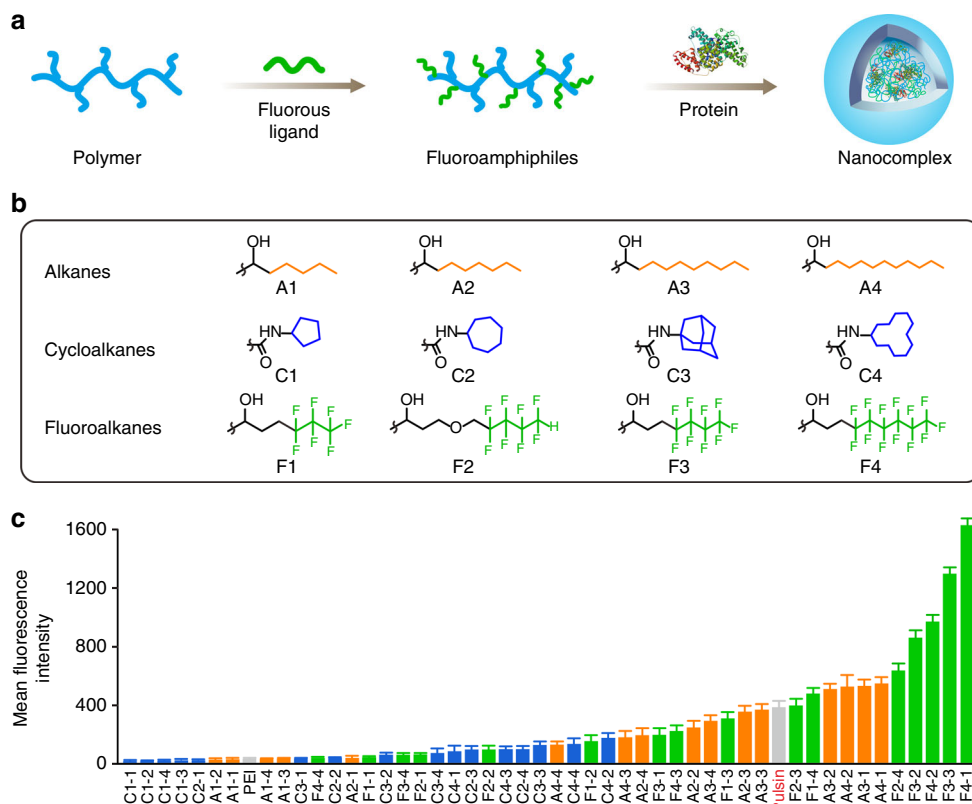 a
Polymer
Fluorous
ligand
Fluoroamphiphiles
Protein
Nanocomplex
b
Alkanes
OH
A1
OH
A2
OH
A3
OH
A4
Cycloalkanes
HN
O
C1
HN
O
C2
HN
O
C3
HN
O
C4
Fluoroalkanes
OH
F F F
F
F F F
F1
OH
O
F F F F
H
F F F F
F2
OH
F F F F
F
F F F F
F3
OH
F F F F F F
F
F F F F F F
F4
c
Mean fluorescence
intensity
1600
1200
800
400
0
C1-1
C1-2
C1-4
C1-3
C2-1
A1-2
A1-1
PEI
A1-4
A1-3
C3-1
F4-4
C2-2
A2-1
F1-1
C3-2
F3-4
F2-1
C3-4
C4-1
C2-3
F2-2
C4-3
C2-4
C3-3
A4-4
C4-4
F1-2
C4-2
A4-3
A2-4
F3-1
F4-3
A2-2
A3-4
F1-3
A2-3
A3-3
Pulsin
F2-3
F1-4
A3-2
A4-2
A3-1
A4-1
F2-4
F3-2
F4-2
F3-3
F4-1